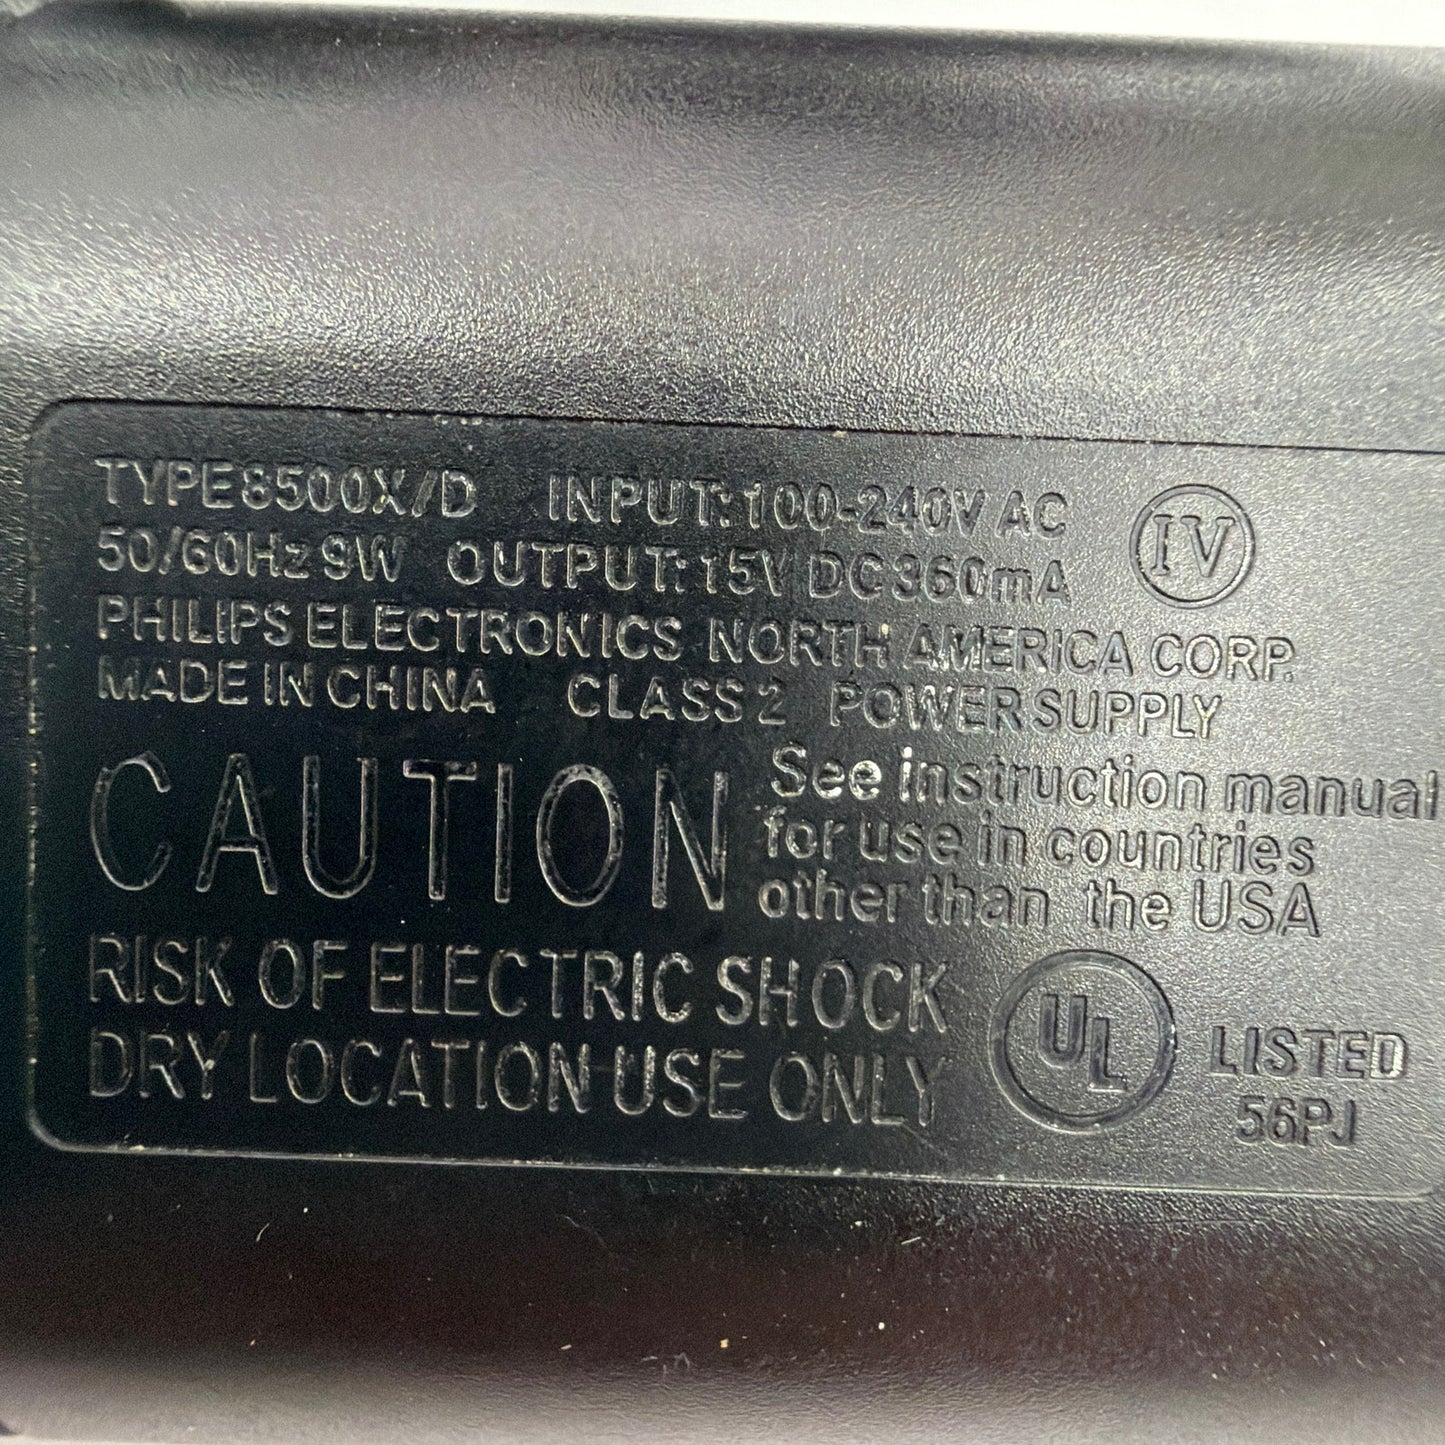 TYPE 8500X/D INPUT: 100-240V AC
50/60Hz 9W OUTPUT: 15V DC 360mA
IV
PHILIPS ELECTRONICS NORTH AMERICA CORP.
MADE IN CHINA CLASS 2 POWER SUPPLY
CAUTION
See instruction manual
for use in countries
other than the USA
RISK OF ELECTRIC SHOCK
DRY LOCATION USE ONLY
UL
LISTED
56PJ